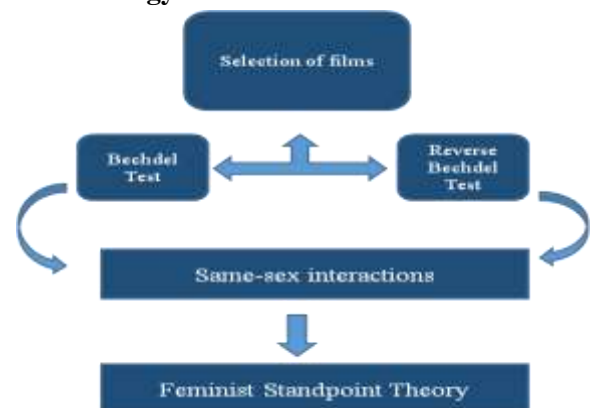 Selection of films
Bechdel
Test
Reverse
Bechdel
Test
Same-sex interactions
Feminist Standpoint Theory